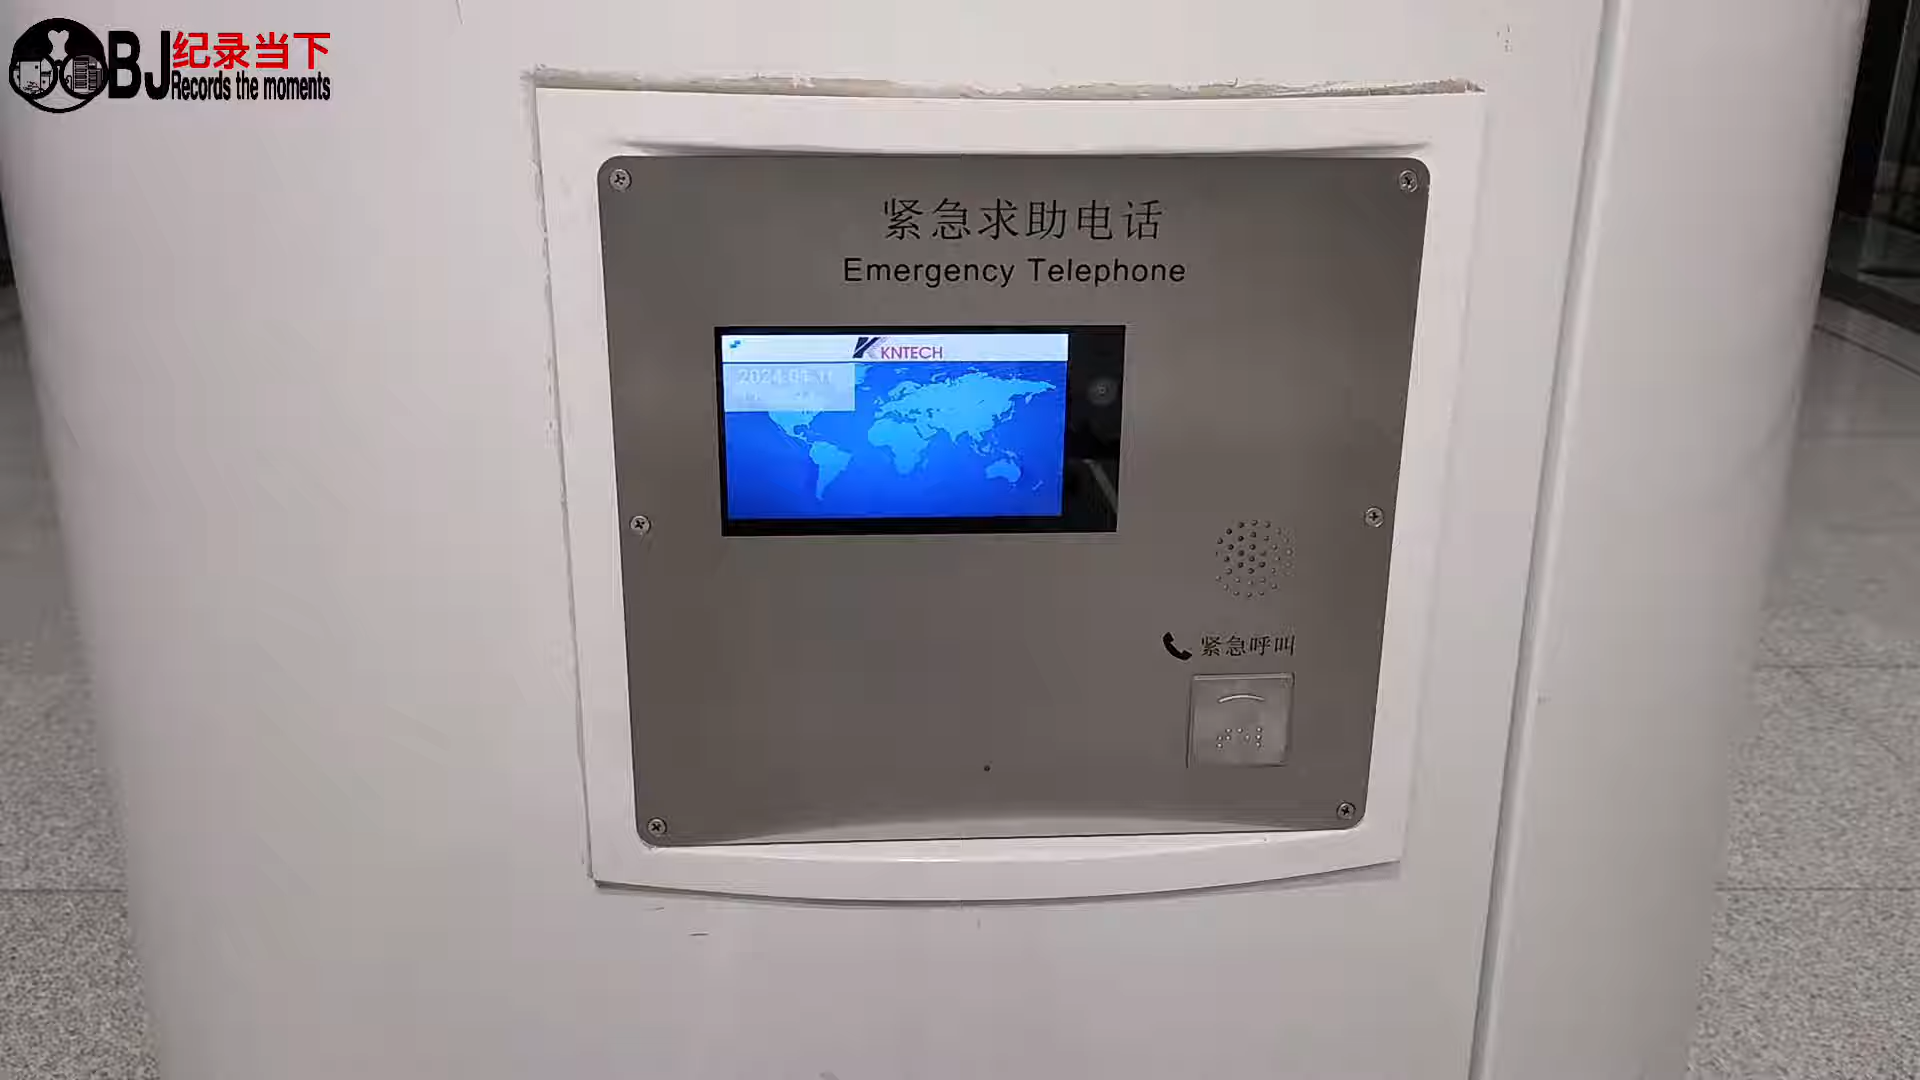 BJ纪录当下
Records the moments
紧急求助电话
Emergency Telephone
KNTECH
紧急呼叫